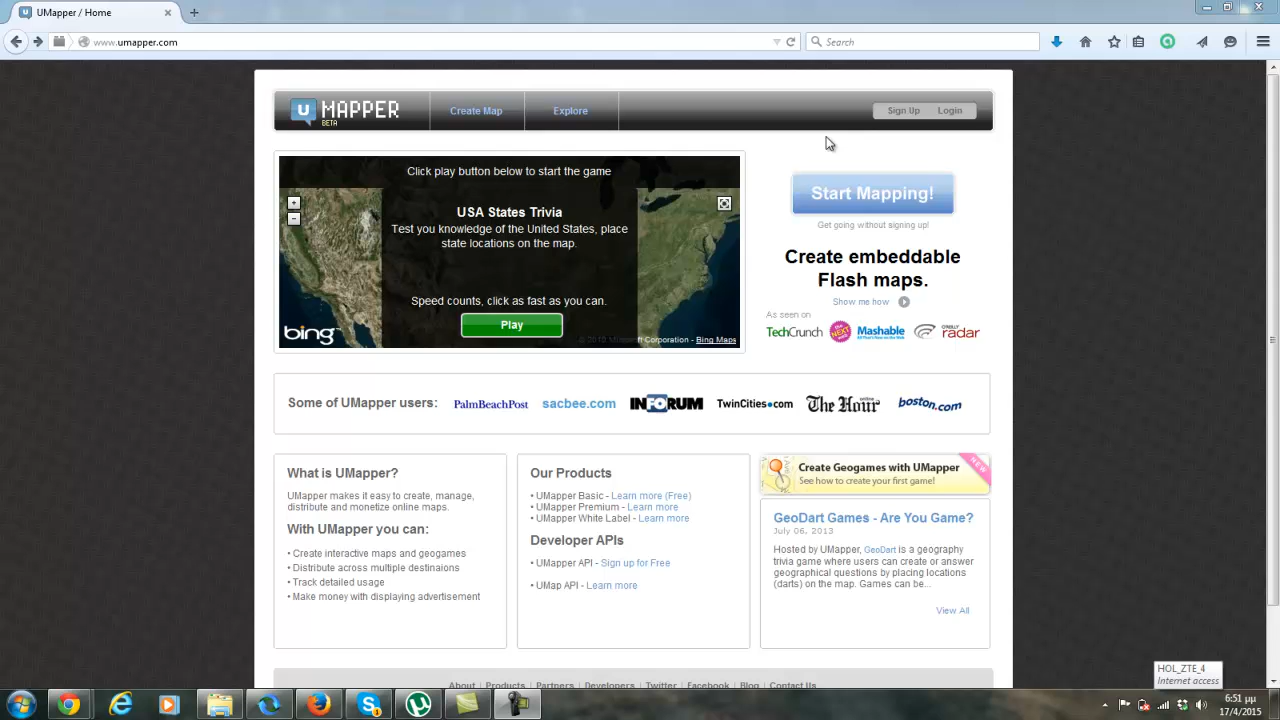 UMapper / Home
www.umapper.com
Search
U MAPPER
BETA
Create Map
Explore
Sign Up
Login
Click play button below to start the game
USA States Trivia
Test you knowledge of the United States, place
state locations on the map.
Speed counts, click as fast as you can.
Play
bing
Corporation - Bing Maps
Start Mapping!
Get going without signing up!
Create embeddable
Flash maps.
Show me how
As seen on
TechCrunch
Mashable
O'REILLY
radar
Some of UMapper users:
PalmBeachPost
sacbee.com
INFORUM
TwinCities.com
The Hour
boston.com
What is UMapper?
UMapper makes it easy to create, manage,
distribute and monetize online maps.
With UMapper you can:
• Create interactive maps and geogames
• Distribute across multiple destinaions
• Track detailed usage
• Make money with displaying advertisement
Our Products
• UMapper Basic - Learn more (Free)
• UMapper Premium - Learn more
• UMapper White Label - Learn more
Developer APIs
• UMapper API - Sign up for Free
• UMap API - Learn more
Create Geogames with UMapper
See how to create your first game!
NEW
GeoDart Games - Are You Game?
July 06, 2013
Hosted by UMapper, GeoDart is a geography
trivia game where users can create or answer
geographical questions by placing locations
(darts) on the map. Games can be...
View All
About
Products
Partners
Developers
Twitter
Facebook
Blog
Contact Us
HOL_ZTE_4
Internet access
6:51 μμ
17/4/2015